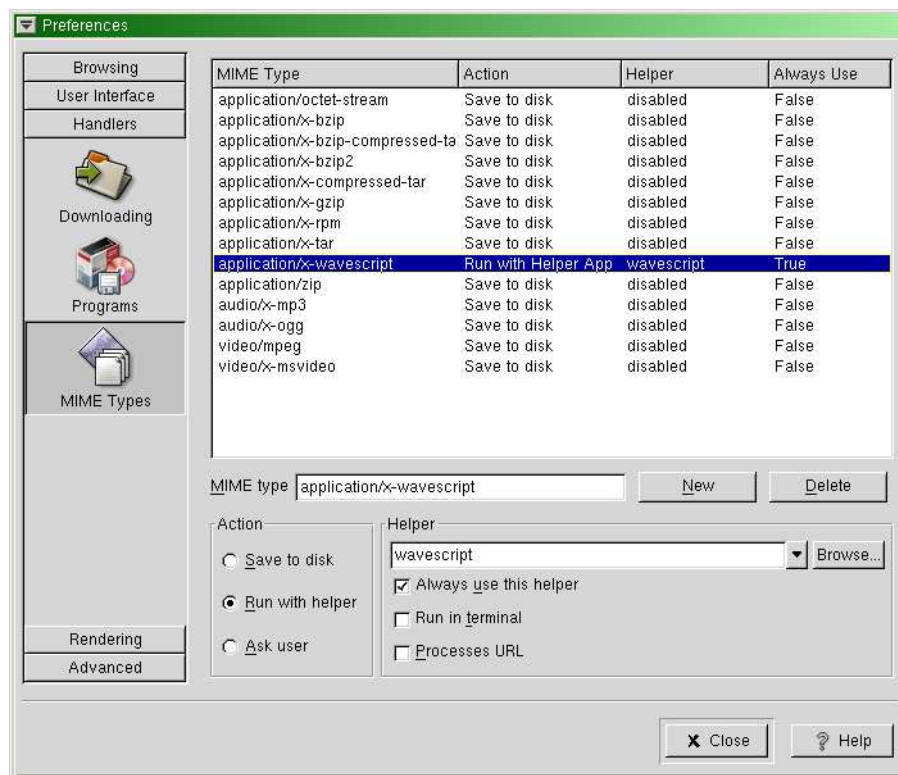 Preferences
Browsing
User Interface
Handlers
Downloading
Programs
MIME Types
Rendering
Advanced
MIME Type Action Helper Always Use
application/octet-stream Save to disk disabled False
application/x-bzip Save to disk disabled False
application/x-bzip-compressed-ta Save to disk disabled False
application/x-bzip2 Save to disk disabled False
application/x-compressed-tar Save to disk disabled False
application/x-gzip Save to disk disabled False
application/x-rpm Save to disk disabled False
application/x-tar Save to disk disabled False
application/x-wavescript Run with Helper App wavescript True
application/zip Save to disk disabled False
audio/x-mp3 Save to disk disabled False
audio/x-ogg Save to disk disabled False
video/mpeg Save to disk disabled False
video/x-msvideo Save to disk disabled False
MIME type application/x-wavescript New Delete
Action
Save to disk
Run with helper
Ask user
Helper
wavescript Browse...
Always use this helper
Run in terminal
Processes URL
Close Help